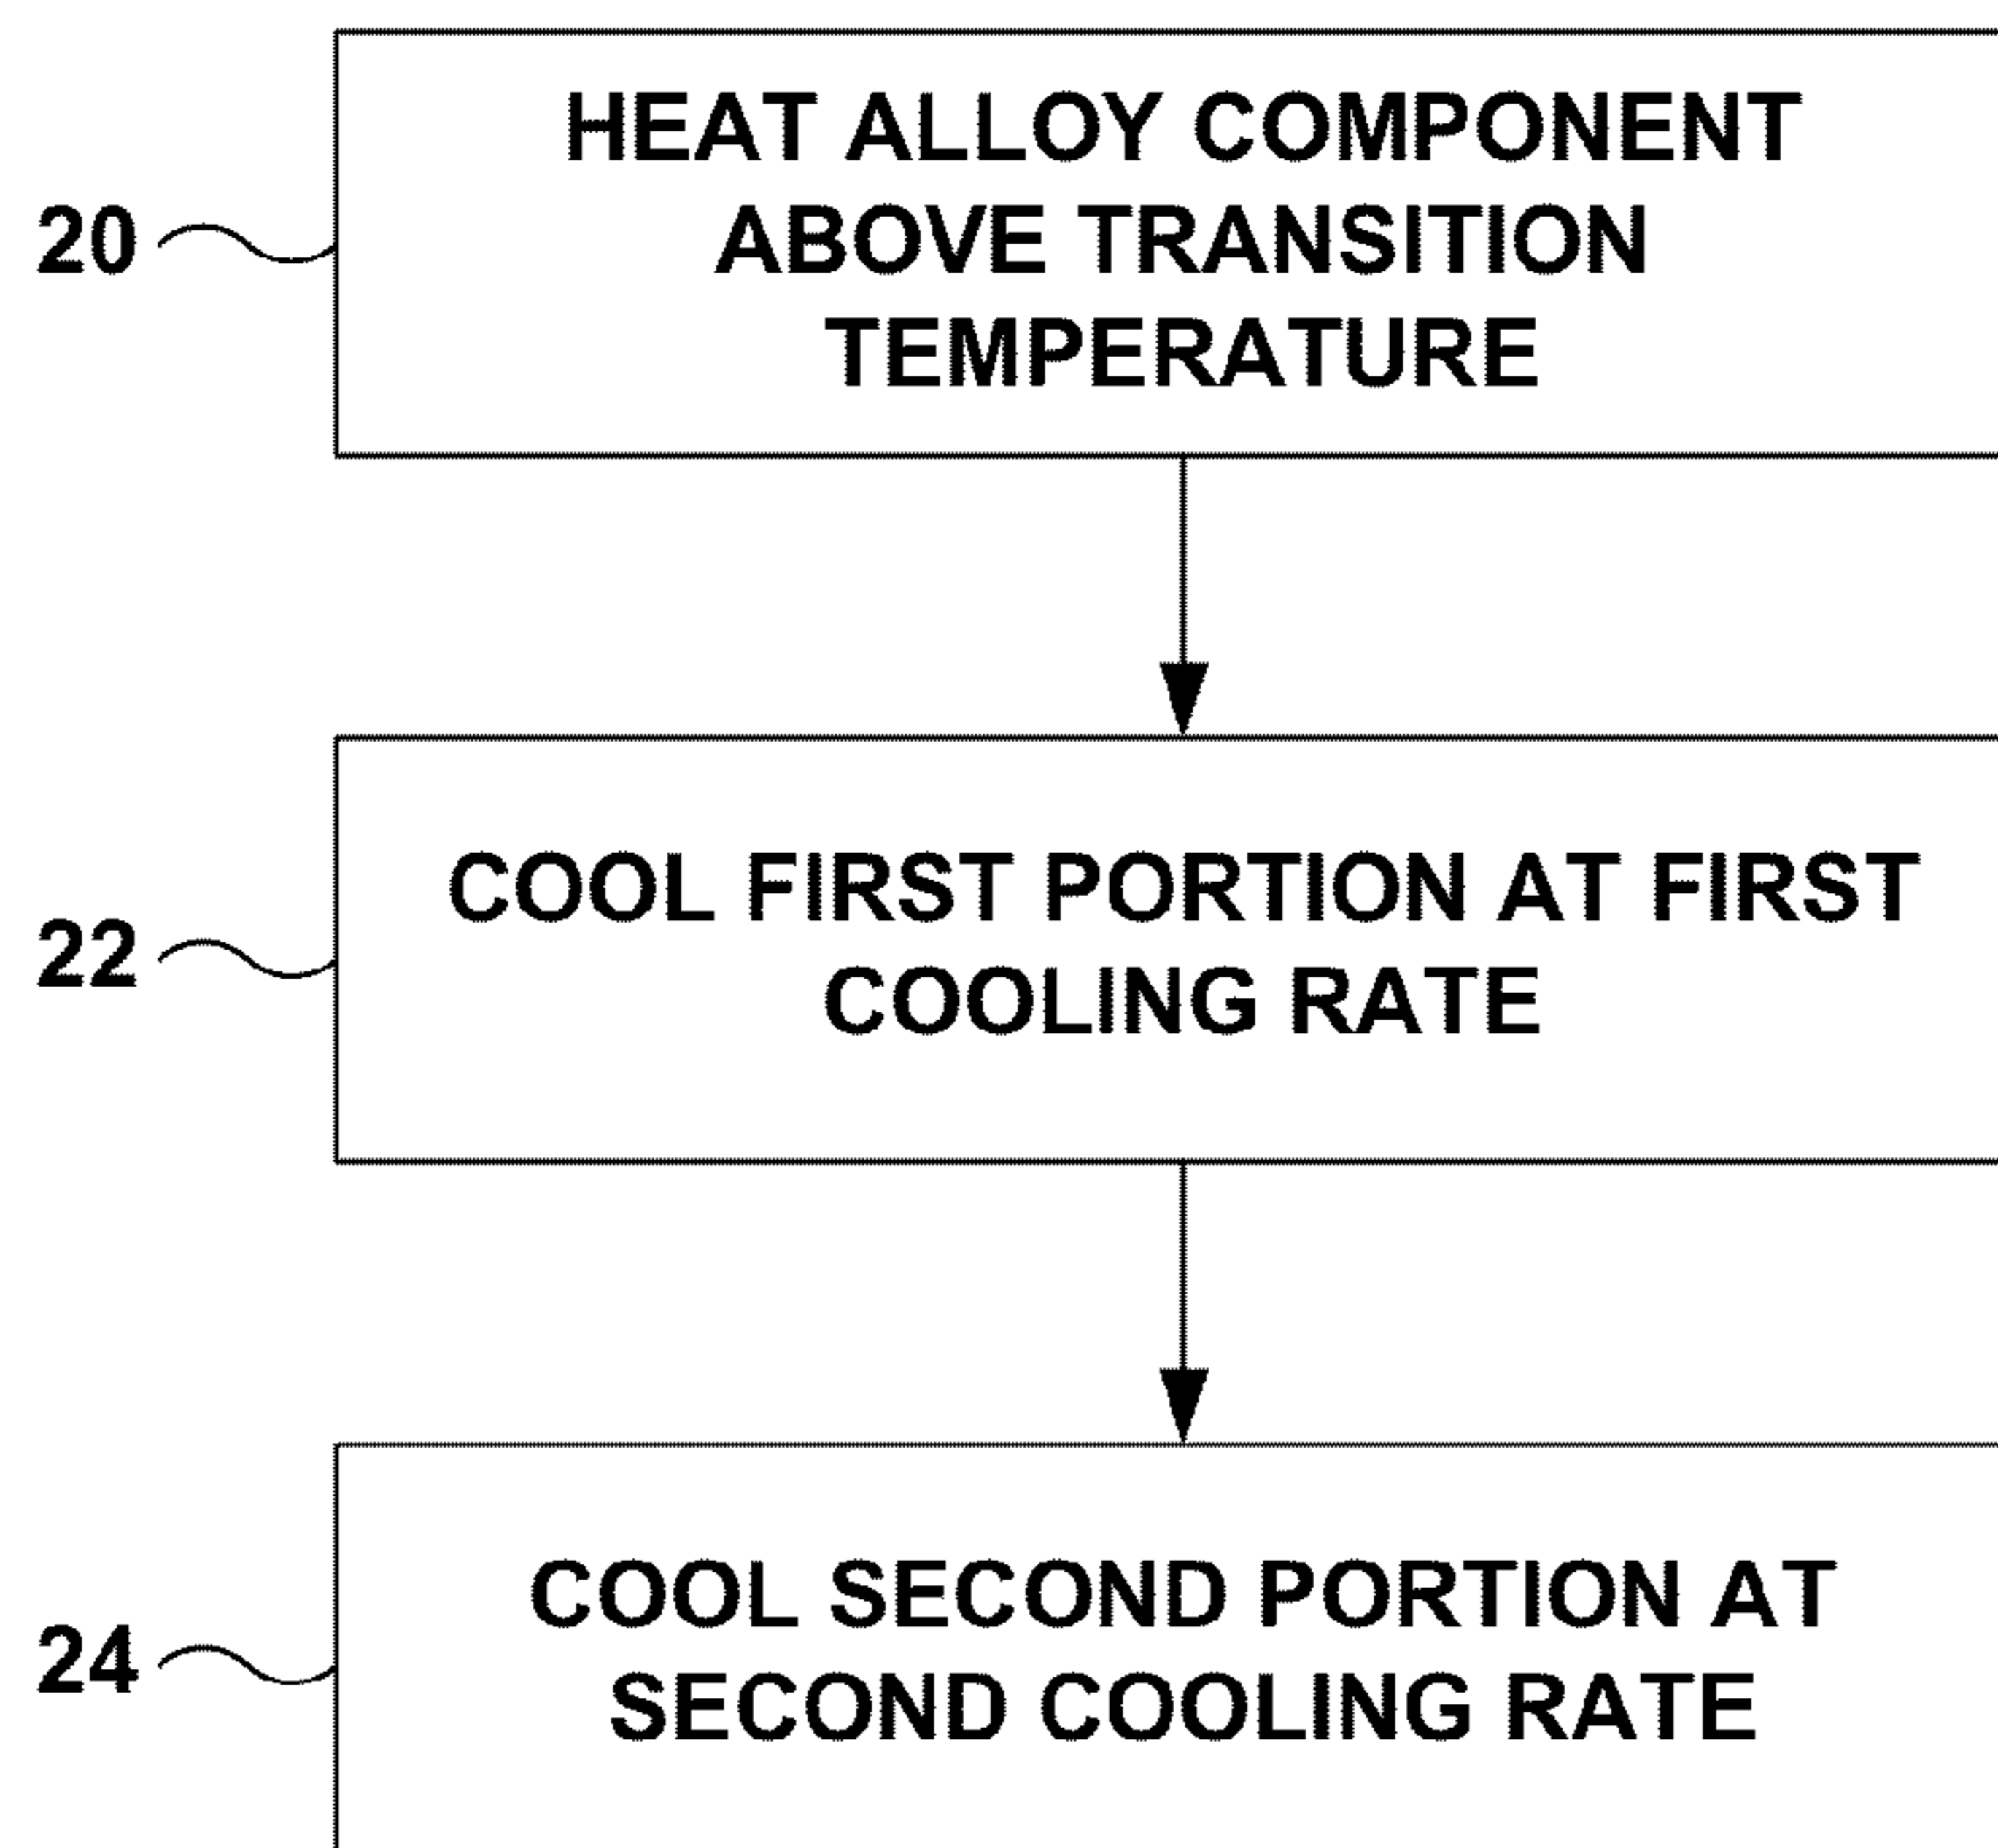 HEAT ALLOY COMPONENT
ABOVE TRANSITION
TEMPERATURE
20
COOL FIRST PORTION AT FIRST
COOLING RATE
22
COOL SECOND PORTION AT
SECOND COOLING RATE
24